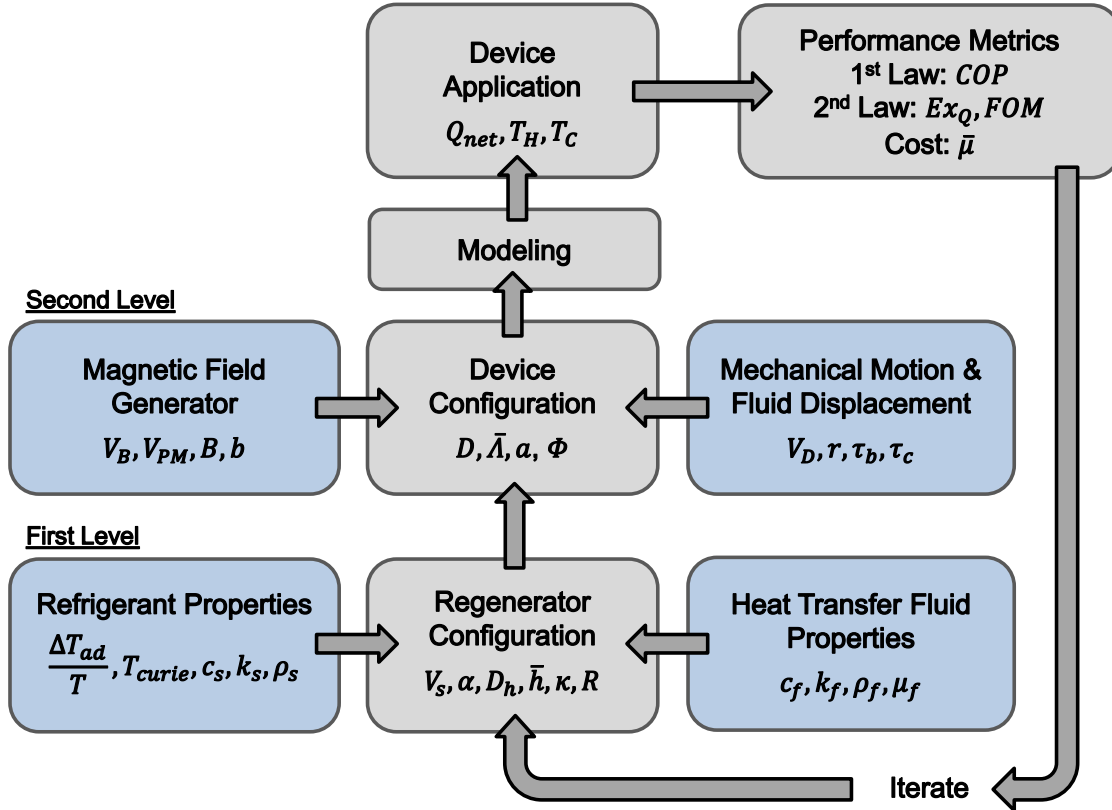 Device
Application
Q_net, T_H, T_C
Performance Metrics
1st Law: COP
2nd Law: Ex_Q, FOM
Cost: μ̄
Modeling
Second Level
Magnetic Field
Generator
V_B, V_PM, B, b
Device
Configuration
D, Λ̄, a, Φ
Mechanical Motion &
Fluid Displacement
V_D, r, τ_b, τ_c
First Level
Refrigerant Properties
ΔT_ad/T, T_curie, c_s, k_s, ρ_s
Regenerator
Configuration
V_s, α, D_h, h̄, κ, R
Heat Transfer Fluid
Properties
c_f, k_f, ρ_f, μ_f
Iterate